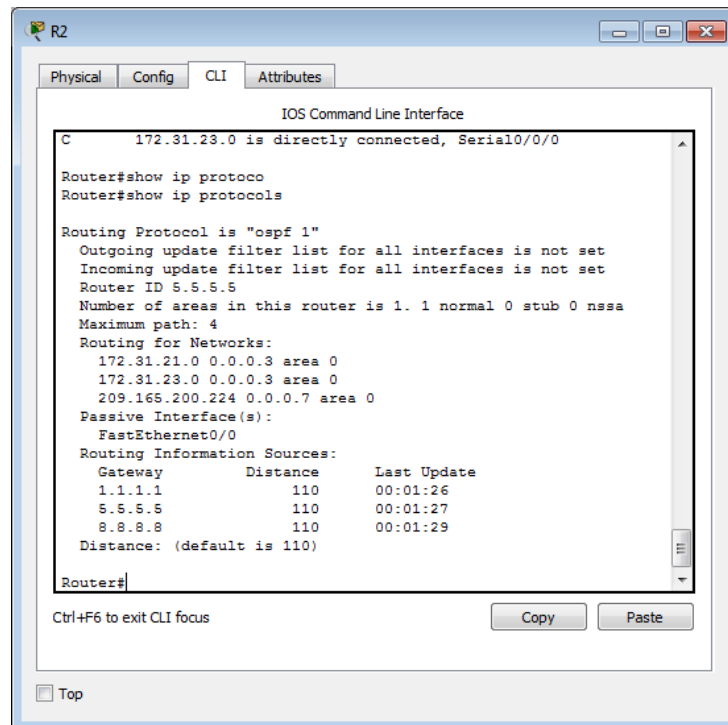 R2
Physical Config CLI Attributes
IOS Command Line Interface
C 172.31.23.0 is directly connected, Serial0/0/0
Router#show ip protoco
Router#show ip protocols
Routing Protocol is "ospf 1"
Outgoing update filter list for all interfaces is not set
Incoming update filter list for all interfaces is not set
Router ID 5.5.5.5
Number of areas in this router is 1. 1 normal 0 stub 0 nssa
Maximum path: 4
Routing for Networks:
172.31.21.0 0.0.0.3 area 0
172.31.23.0 0.0.0.3 area 0
209.165.200.224 0.0.0.7 area 0
Passive Interface(s):
FastEthernet0/0
Routing Information Sources:
Gateway Distance Last Update
1.1.1.1 110 00:01:26
5.5.5.5 110 00:01:27
8.8.8.8 110 00:01:29
Distance: (default is 110)
Router#
Ctrl+F6 to exit CLI focus Copy Paste
Top